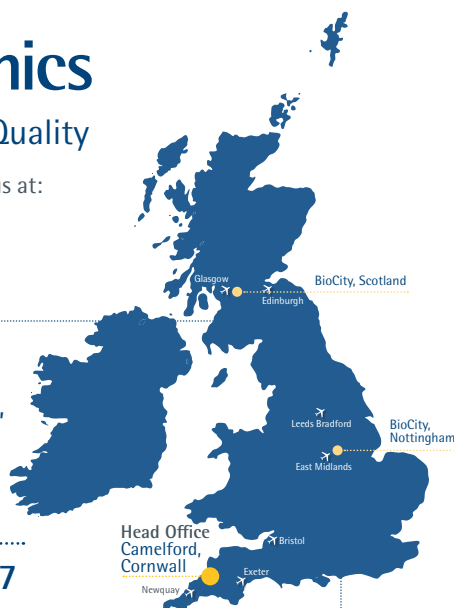 nics
Quality
us at:
Glasgow
BioCity, Scotland
Edinburgh
Leeds Bradford
BioCity,
Nottingham
East Midlands
Head Office
Camelford,
Cornwall
Bristol
Exeter
Newquay
7